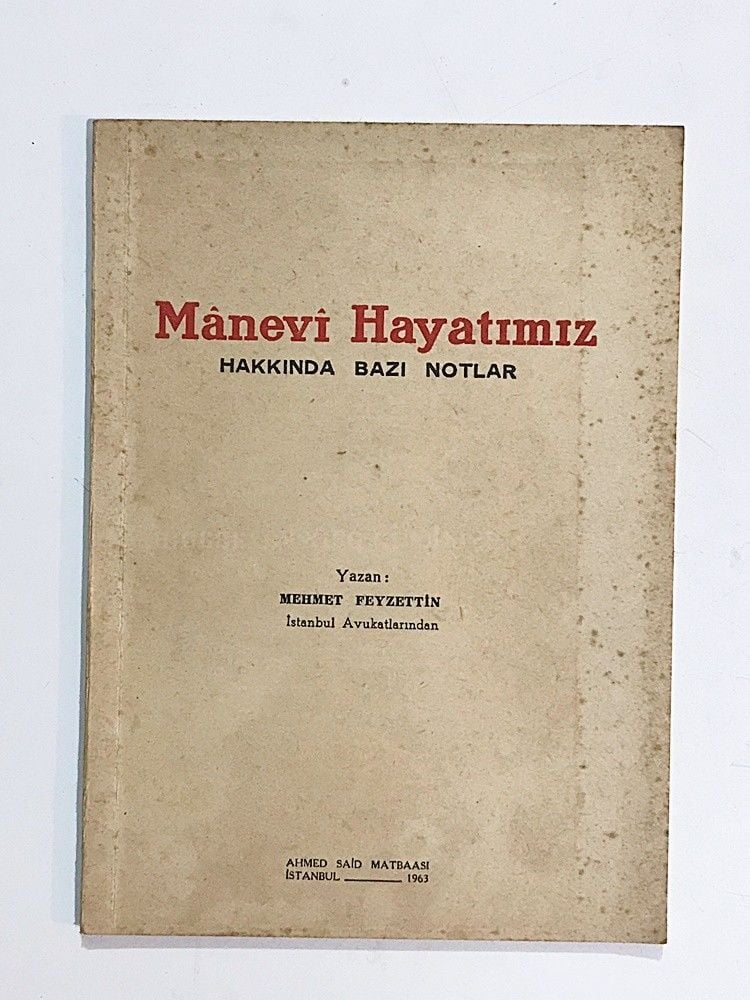 Mânevî Hayatımız
HAKKINDA BAZI NOTLAR
Yazan :
MEHMET FEYZETTİN
İstanbul Avukatlarından
AHMED SAİD MATBAASI
İSTANBUL ———— 1963